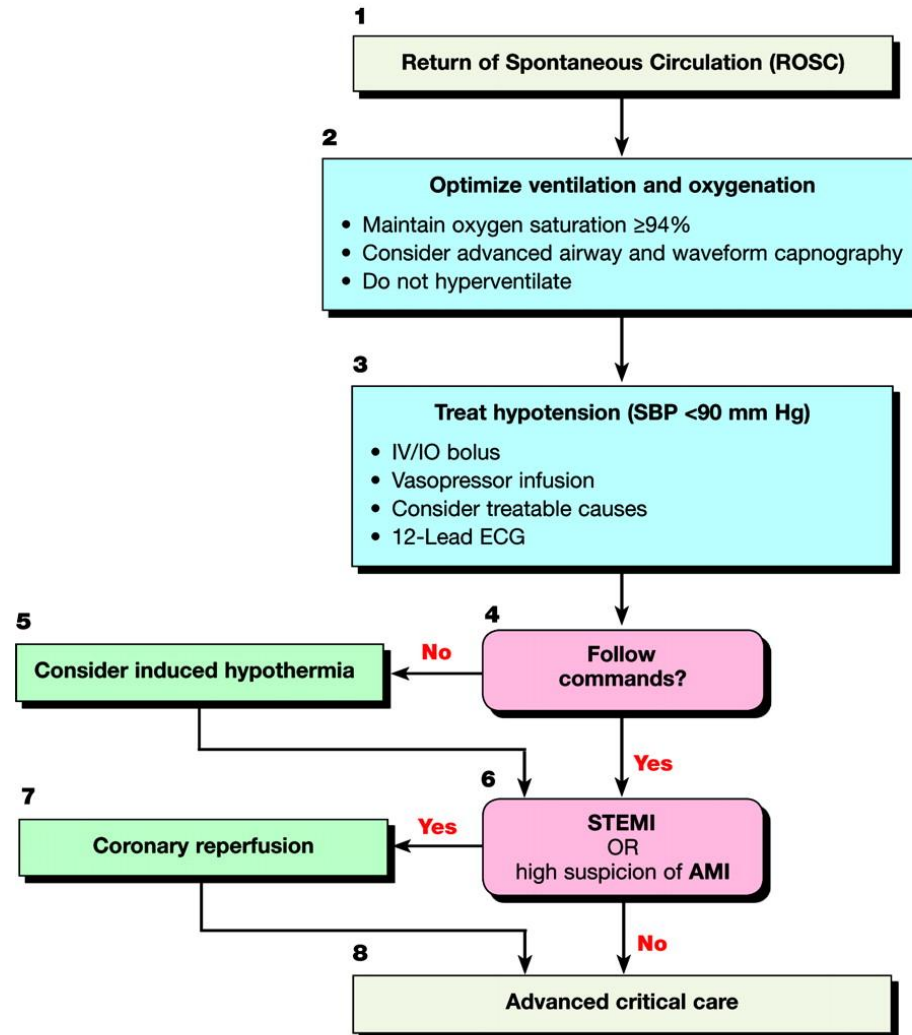 1
Return of Spontaneous Circulation (ROSC)
2
Optimize ventilation and oxygenation
• Maintain oxygen saturation ≥94%
• Consider advanced airway and waveform capnography
• Do not hyperventilate
3
Treat hypotension (SBP <90 mm Hg)
• IV/IO bolus
• Vasopressor infusion
• Consider treatable causes
• 12-Lead ECG
4
Follow
commands?
No
5
Consider induced hypothermia
Yes
6
STEMI
OR
high suspicion of AMI
Yes
7
Coronary reperfusion
No
8
Advanced critical care